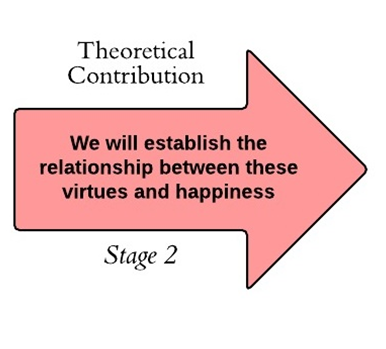 Theoretical
Contribution
We will establish the
relationship between these
virtues and happiness
Stage 2